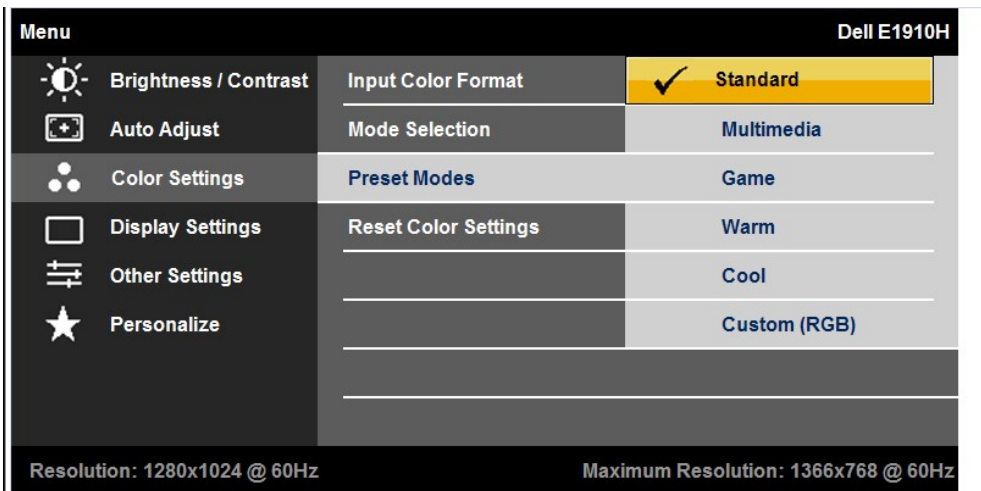 Menu Dell E1910H
Brightness / Contrast Input Color Format Standard
Auto Adjust Mode Selection Multimedia
Color Settings Preset Modes Game
Display Settings Reset Color Settings Warm
Other Settings Cool
Personalize Custom (RGB)
Resolution: 1280x1024 @ 60Hz Maximum Resolution: 1366x768 @ 60Hz